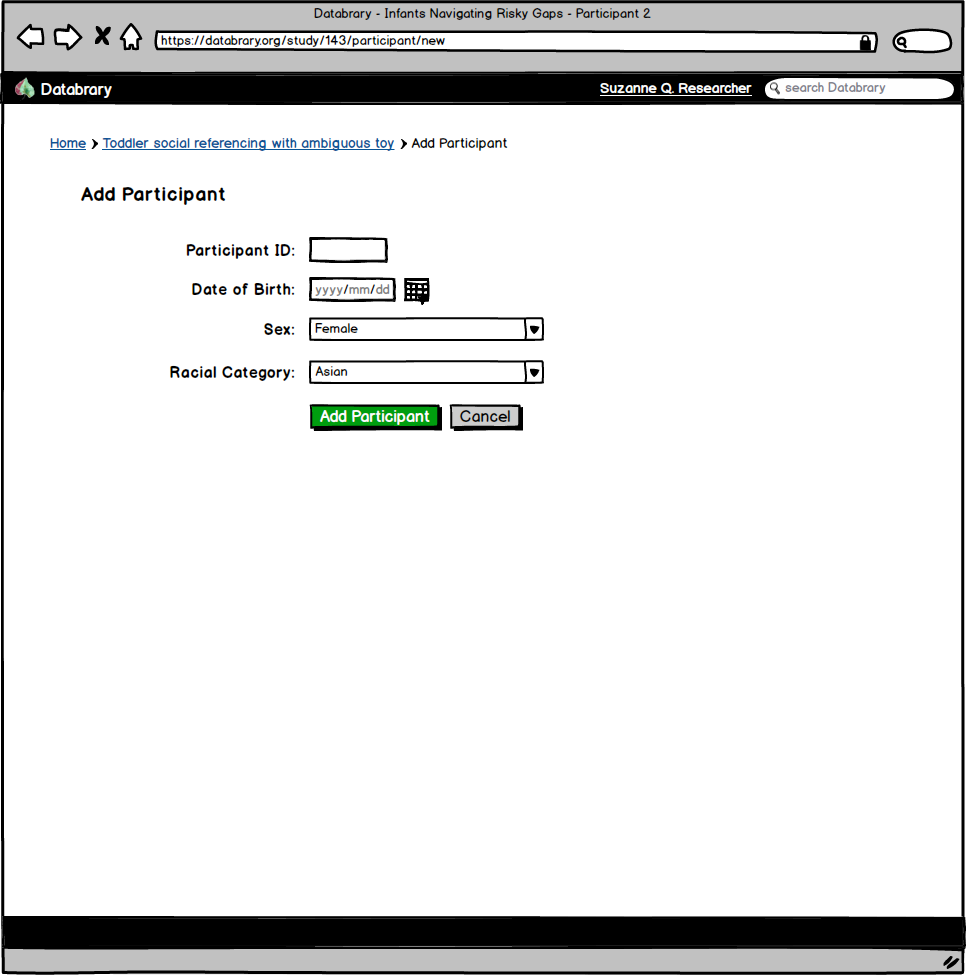 Databrary - Infants Navigating Risky Gaps - Participant 2
https://databrary.org/study/143/participant/new
Databrary Suzanne Q. Researcher search Databrary
Home > Toddler social referencing with ambiguous toy > Add Participant
Add Participant
Participant ID:
Date of Birth: yyyy/mm/dd
Sex: Female
Racial Category: Asian
Add Participant Cancel